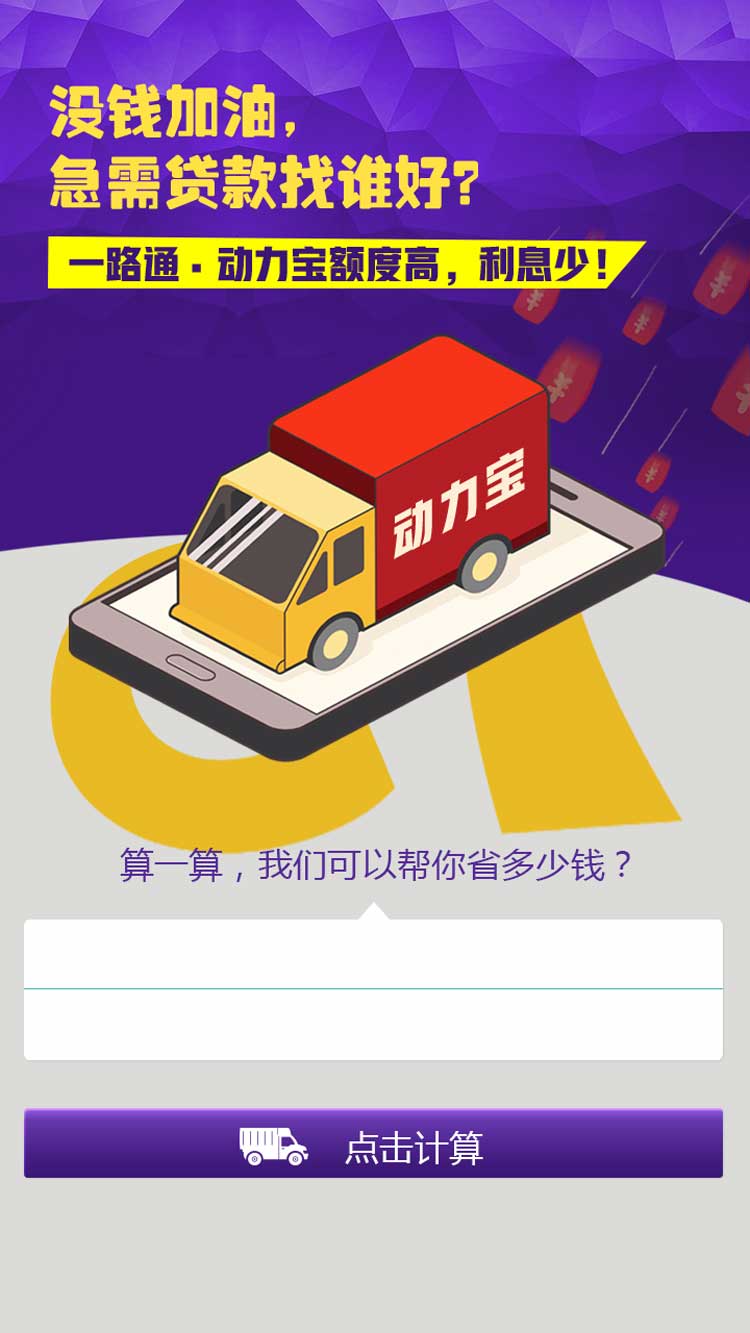 没钱加油，
急需贷款找谁好？
一路通·动力宝额度高，利息少！
动力宝
算一算，我们可以帮你省多少钱？
点击计算